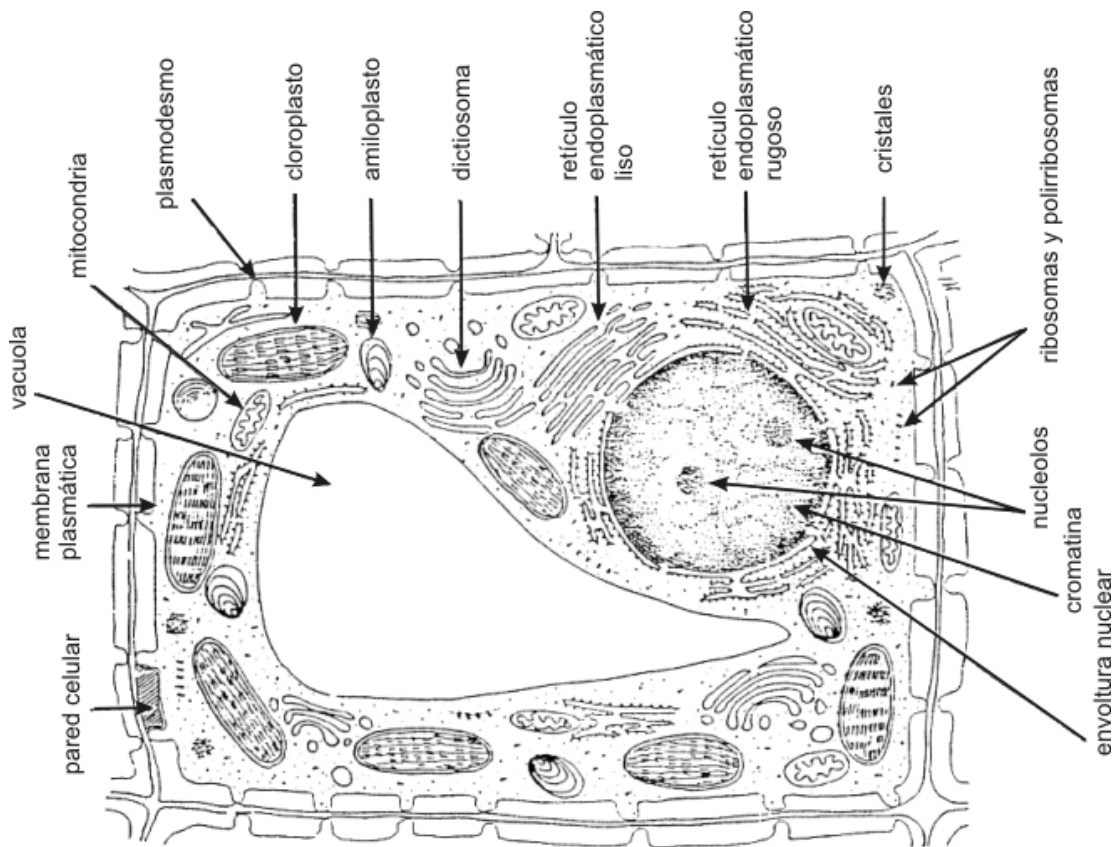 pared celular
membrana
plasmática
vacuola
mitocondria
plasmodesmo
cloroplasto
amiloplasto
dictiosoma
retículo
endoplasmático
liso
retículo
endoplasmático
rugoso
cristales
ribosomas y polirribosomas
nucleolos
cromatina
envoltura nuclear